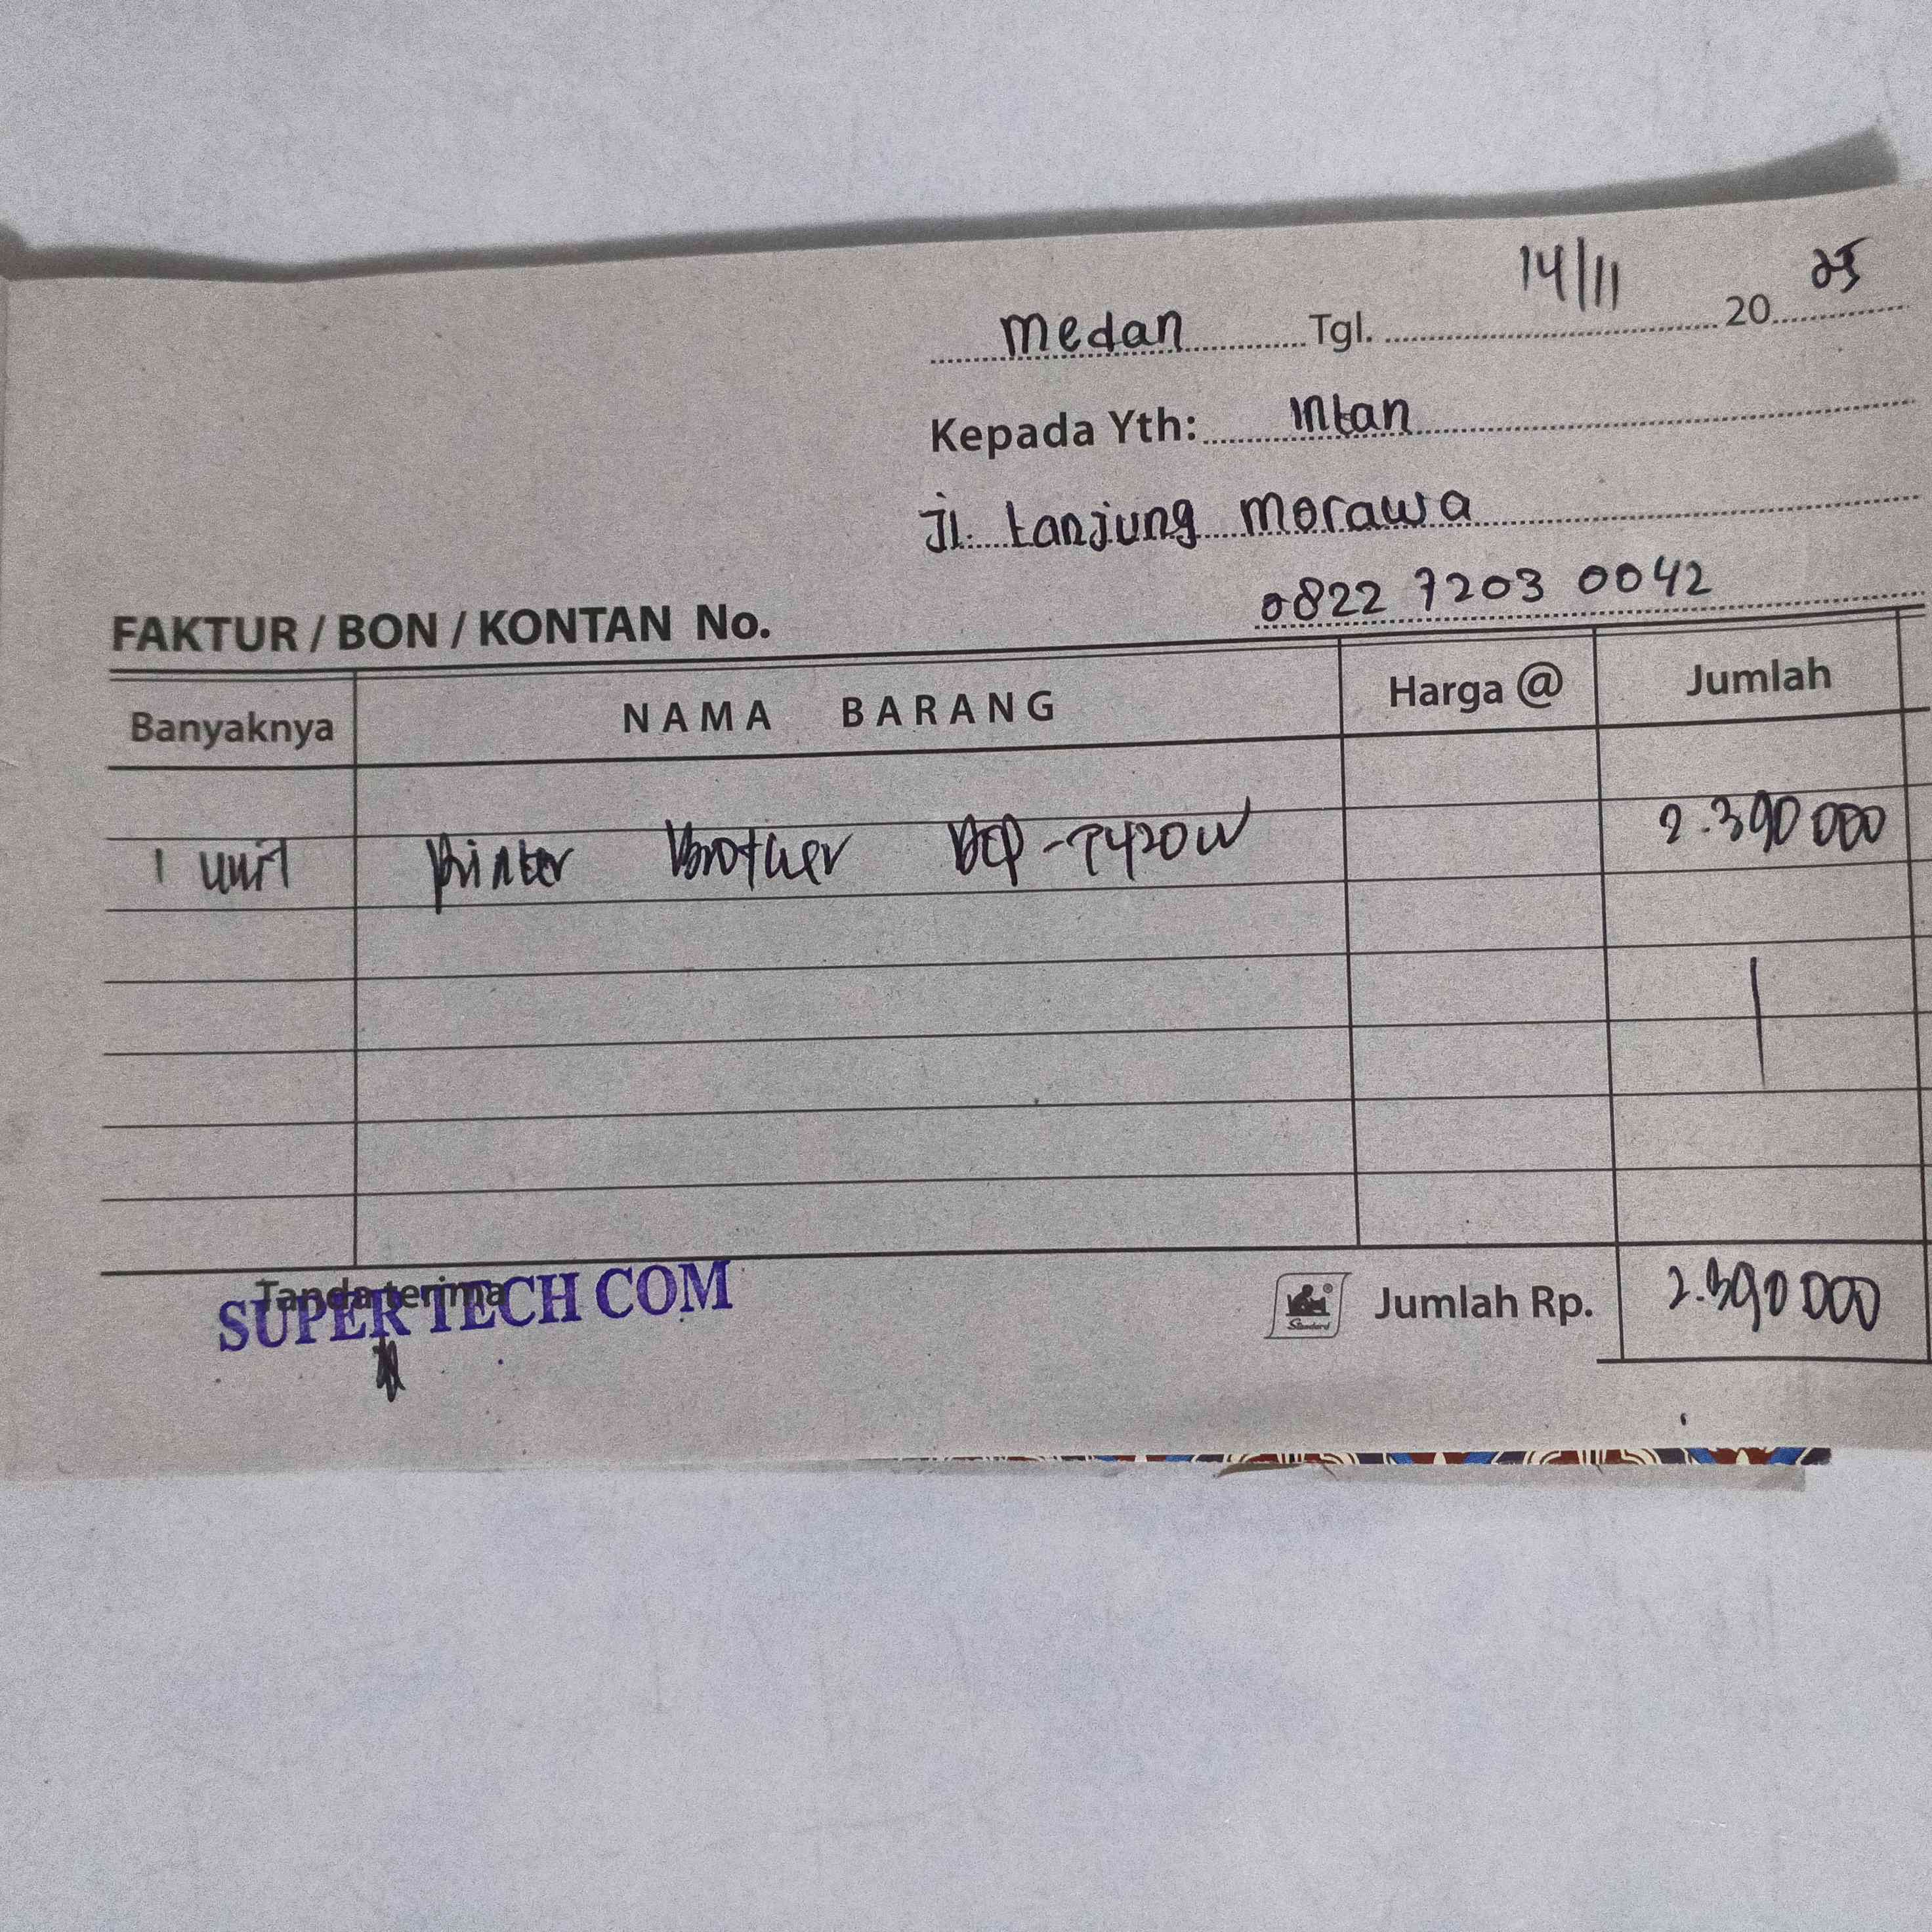 Medan Tgl. 14/11 20 25
Kepada Yth: Intan
Jl. Tanjung Morawa
0822 7203 0042
FAKTUR / BON / KONTAN No.
Banyaknya NAMA BARANG Harga @ Jumlah
1 unit Printer Brother DCP-T420W 2.390 000
Tanda terima Jumlah Rp. 2.390 000
SUPER TECH COM
Standard